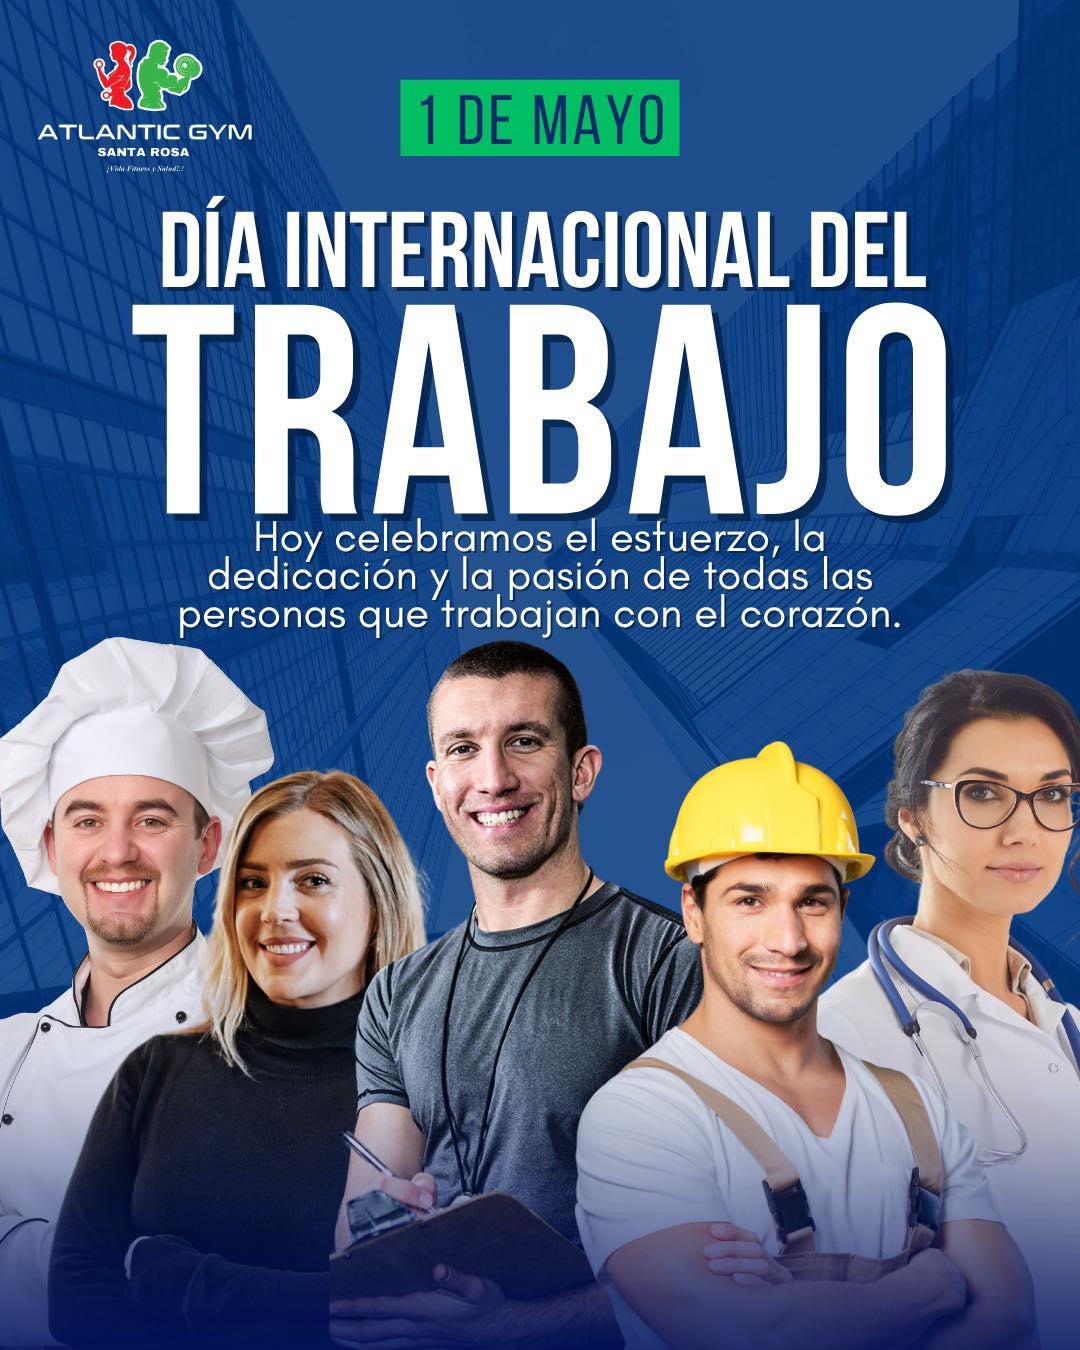 ATLANTIC GYM
SANTA ROSA
¡Vida Fitness y Salud!.!
1 DE MAYO
DÍA INTERNACIONAL DEL
TRABAJO
Hoy celebramos el esfuerzo, la
dedicación y la pasión de todas las
personas que trabajan con el corazón.